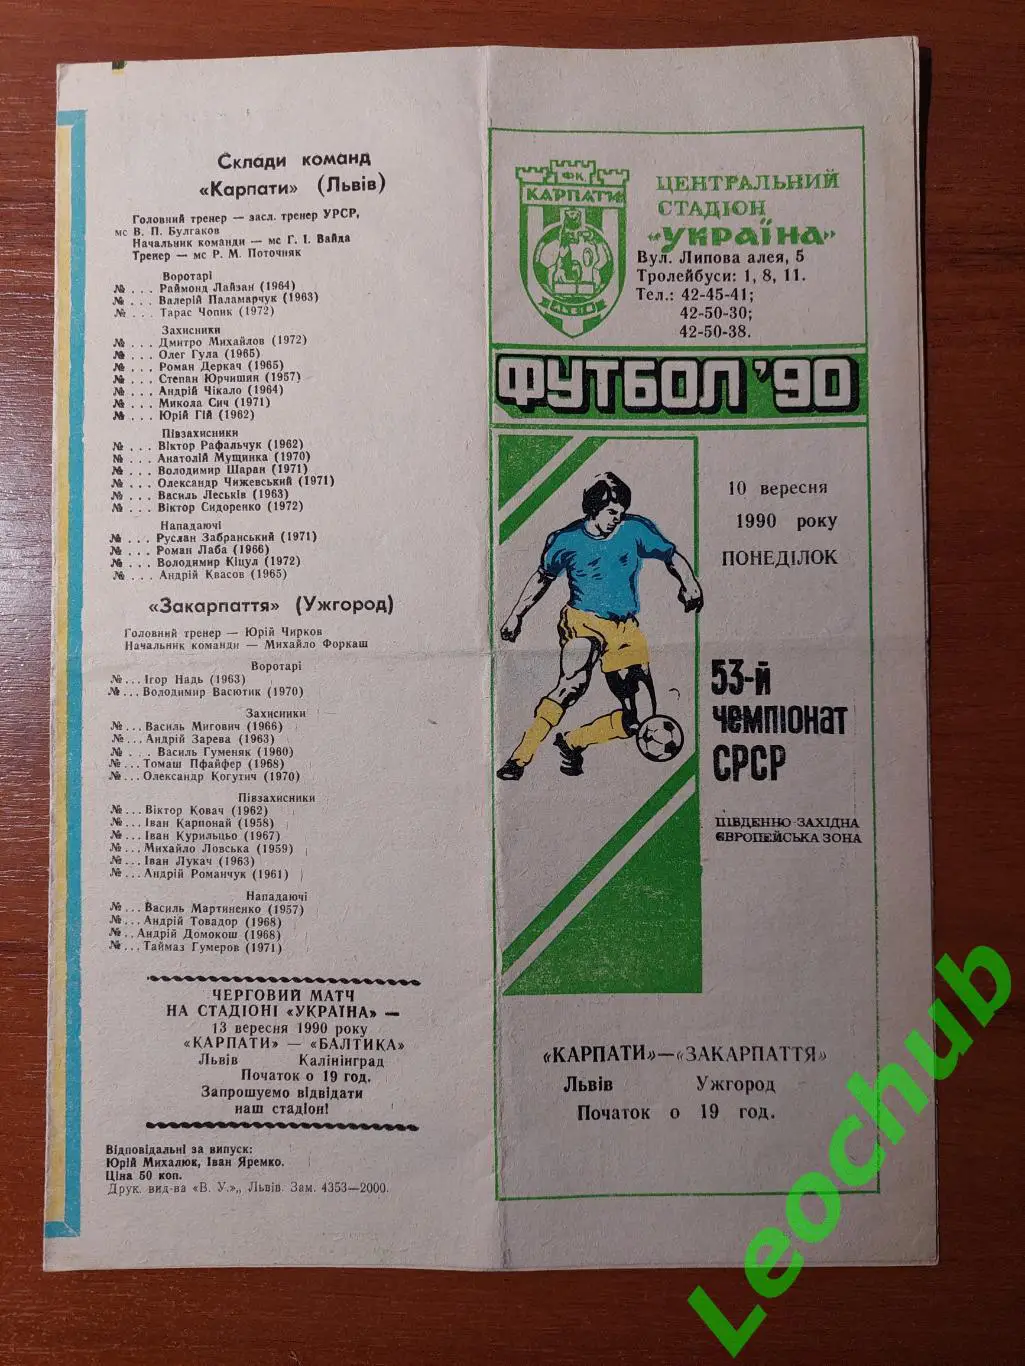 Склади команд
«Карпати» (Львів)
Головний тренер — засл. тренер УРСР,
мс В. П. Булгаков
Начальник команди — мс Г. І. Вайда
Тренер — мс Р. М. Поточняк
Воротарі
№ . . . Раймонд Лайзан (1964)
№ . . . Валерій Паламарчук (1963)
№ . . . Тарас Чопик (1972)
Захисники
№ . . . Дмитро Михайлов (1972)
№ . . . Олег Гула (1965)
№ . . . Роман Деркач (1965)
№ . . . Степан Юрчишин (1957)
№ . . . Андрій Чікало (1964)
№ . . . Микола Сич (1971)
№ . . . Юрій Гій (1962)
Півзахисники
№ . . . Віктор Рафальчук (1962)
№ . . . Анатолій Мущинка (1970)
№ . . . Володимир Шаран (1971)
№ . . . Олександр Чижевський (1971)
№ . . . Василь Леськів (1963)
№ . . . Віктор Сидоренко (1972)
Нападаючі
№ . . . Руслан Забранський (1971)
№ . . . Роман Лаба (1966)
№ . . . Володимир Кіцул (1972)
№ . . . Андрій Квасов (1965)
«Закарпаття» (Ужгород)
Головний тренер — Юрій Чирков
Начальник команди — Михайло Форкаш
Воротарі
№... Ігор Надь (1963)
№... Володимир Васютик (1970)
Захисники
№... Василь Мигович (1966)
№... Андрій Зарева (1963)
№ . . . Василь Гуменяк (1960)
№... Томаш Пфайфер (1968)
№... Олександр Когутич (1970)
Півзахисники
№... Віктор Ковач (1962)
№... Іван Карпонай (1958)
№... Іван Курильцьо (1967)
№... Михайло Ловська (1959)
№... Іван Лукач (1963)
№... Андрій Романчук (1961)
Нападаючі
№... Василь Мартиненко (1957)
№... Андрій Товадор (1968)
№... Андрій Домокош (1968)
№... Таймаз Гумеров (1971)
ЧЕРГОВИЙ МАТЧ
НА СТАДІОНІ «УКРАЇНА» —
13 вересня 1990 року
«КАРПАТИ» — «БАЛТИКА»
Львів Калінінград
Початок о 19 год.
Запрошуємо відвідати
наш стадіон!
Відповідальні за випуск:
Юрій Михалюк, Іван Яремко.
Ціна 50 коп.
Друк. вид-ва «В. У.»,, Львів. Зам. 4353—2000.
ФК
КАРПАТИ
ЛЬВІВ
ЦЕНТРАЛЬНИЙ
СТАДІОН
«УКРАЇНА»
Вул. Липова алея, 5
Тролейбуси: 1, 8, 11.
Тел.: 42-45-41;
42-50-30;
42-50-38.
ФУТБОЛ '90
10 вересня
1990 року
ПОНЕДІЛОК
53-й
чемпіонат
СРСР
ПІВДЕННО-ЗАХІДНА
ЄВРОПЕЙСЬКА ЗОНА
«КАРПАТИ»—«ЗАКАРПАТТЯ»
Львів Ужгород
Початок о 19 год.
Leochub